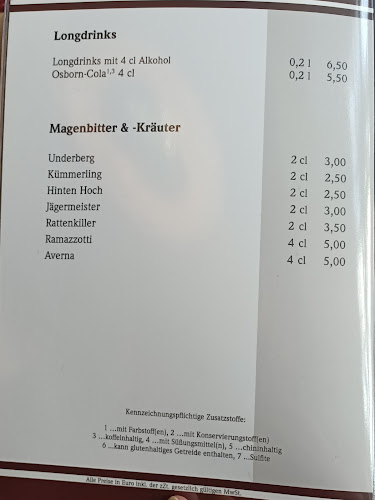 Longdrinks
Longdrinks mit 4 cl Alkohol 0,2 l 6,50
Osborn-Cola1,3 4 cl 0,2 l 5,50
Magenbitter & -Kräuter
Underberg 2 cl 3,00
Kümmerling 2 cl 2,50
Hinten Hoch 2 cl 2,50
Jägermeister 2 cl 3,00
Rattenkiller 2 cl 3,50
Ramazzotti 4 cl 5,00
Averna 4 cl 5,00
Kennzeichnungspflichtige Zusatzstoffe:
1 ...mit Farbstoff(en), 2 ...mit Konservierungstoff(en)
3 ...koffeinhaltig, 4 ...mit Süßungsmittel(n), 5 ...chininhaltig
6 ...kann glutenhaltiges Getreide enthalten, 7 ...Sulfite
Alle Preise in Euro inkl. der zZt. gesetzlich gültigen MwSt.